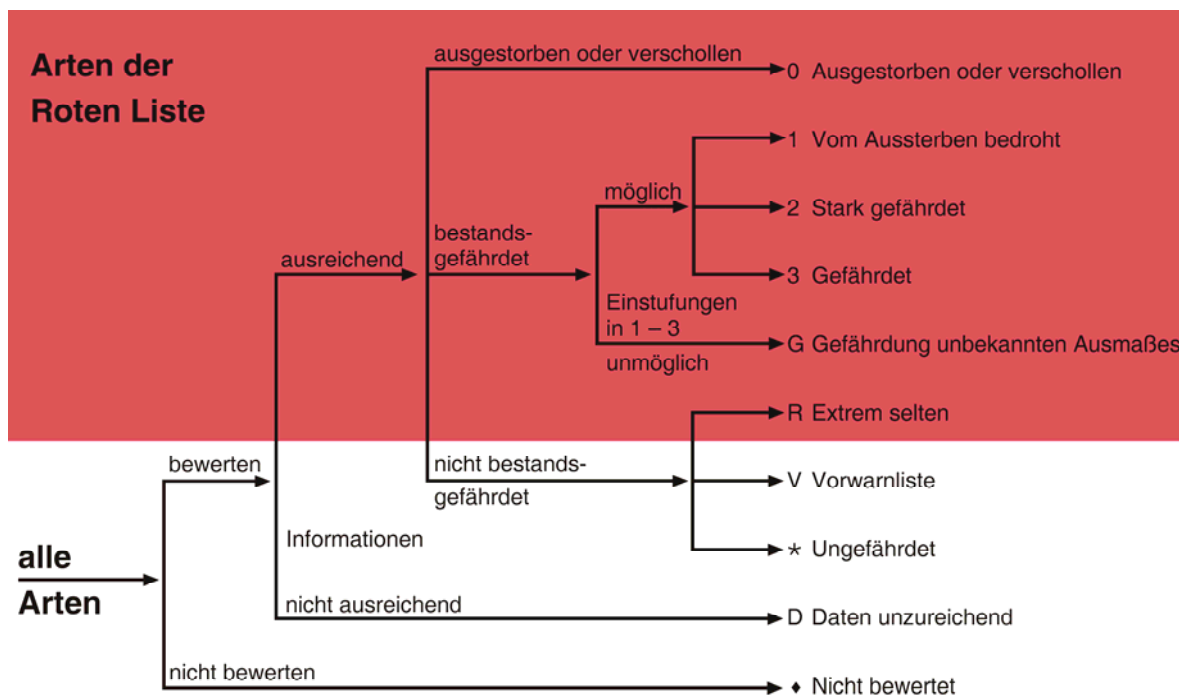 Arten der
Roten Liste
ausgestorben oder verschollen
0 Ausgestorben oder verschollen
1 Vom Aussterben bedroht
möglich
2 Stark gefährdet
bestands-
gefährdet
ausreichend
3 Gefährdet
Einstufungen
in 1 – 3
unmöglich
G Gefährdung unbekannten Ausmaßes
R Extrem selten
bewerten
nicht bestands-
gefährdet
V Vorwarnliste
Informationen
* Ungefährdet
alle
Arten
nicht ausreichend
D Daten unzureichend
nicht bewerten
♦ Nicht bewertet